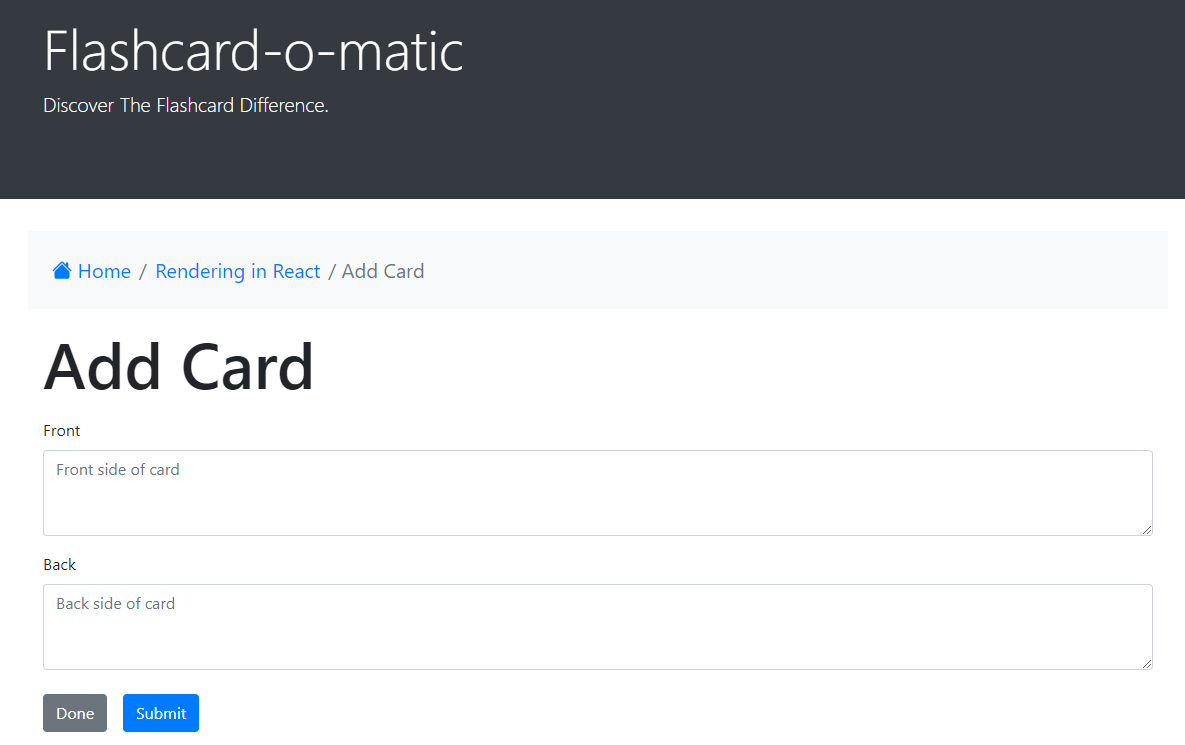 Flashcard-o-matic
Discover The Flashcard Difference.
Home / Rendering in React / Add Card
Add Card
Front
Front side of card
Back
Back side of card
Done Submit